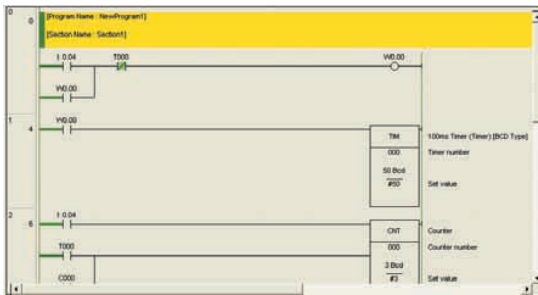 0 0 [Program Name : NewProgram1]
[Section Name : Section1]
I: 0.04 T000 W0.00
W0.00
1 4 W0.00
TIM 100ms Timer (Timer) [BCD Type]
000 Timer number
50 Bcd
#50 Set value
2 6 I: 0.04
CNT Counter
T000 000 Counter number
3 Bcd
C000 #3 Set value